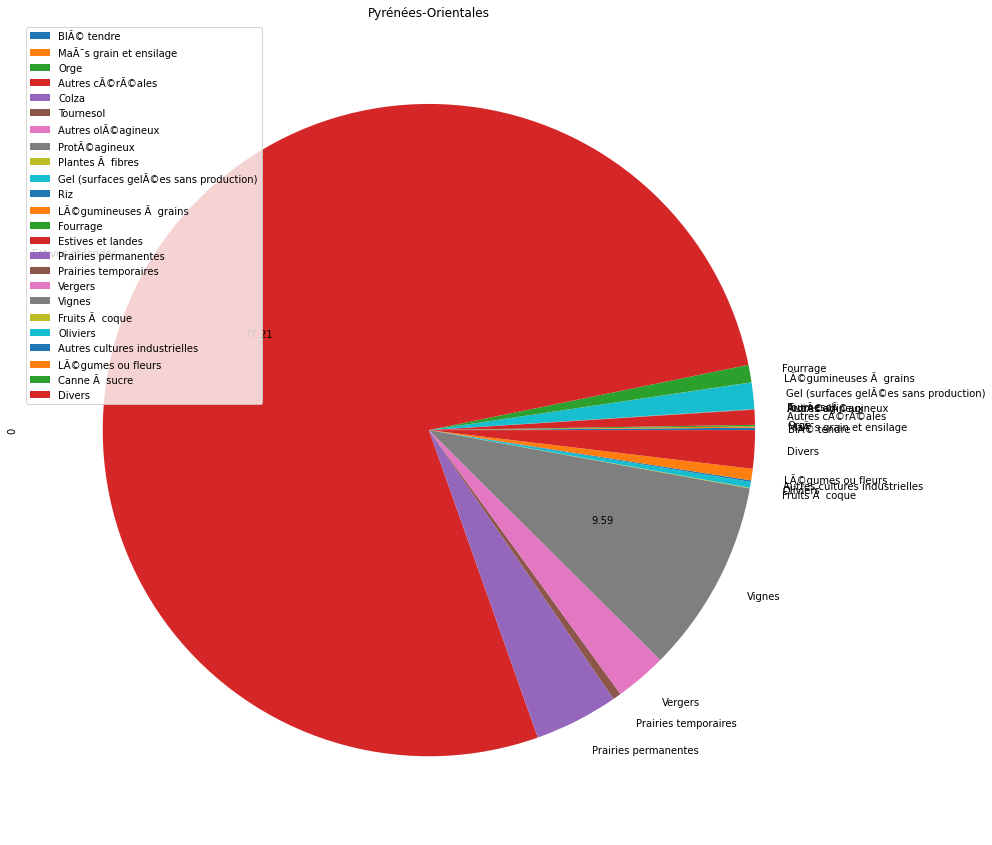 Pyrénées-Orientales
BlÃ© tendre
MaÃ¯s grain et ensilage
Orge
Autres cÃ©rÃ©ales
Colza
Tournesol
Autres olÃ©agineux
ProtÃ©agineux
Plantes Ã  fibres
Gel (surfaces gelÃ©es sans production)
Riz
LÃ©gumineuses Ã  grains
Fourrage
Estives et landes
Prairies permanentes
Prairies temporaires
Vergers
Vignes
Fruits Ã  coque
Oliviers
Autres cultures industrielles
LÃ©gumes ou fleurs
Canne Ã  sucre
Divers
Estives et landes
77.21
0
Fourrage
LÃ©gumineuses Ã  grains
Gel (surfaces gelÃ©es sans production)
Autres cÃ©rÃ©ales
Orge
MaÃ¯s grain et ensilage
BlÃ© tendre
Divers
LÃ©gumes ou fleurs
Autres cultures industrielles
Oliviers
Fruits Ã  coque
9.59
Vignes
Vergers
Prairies temporaires
Prairies permanentes